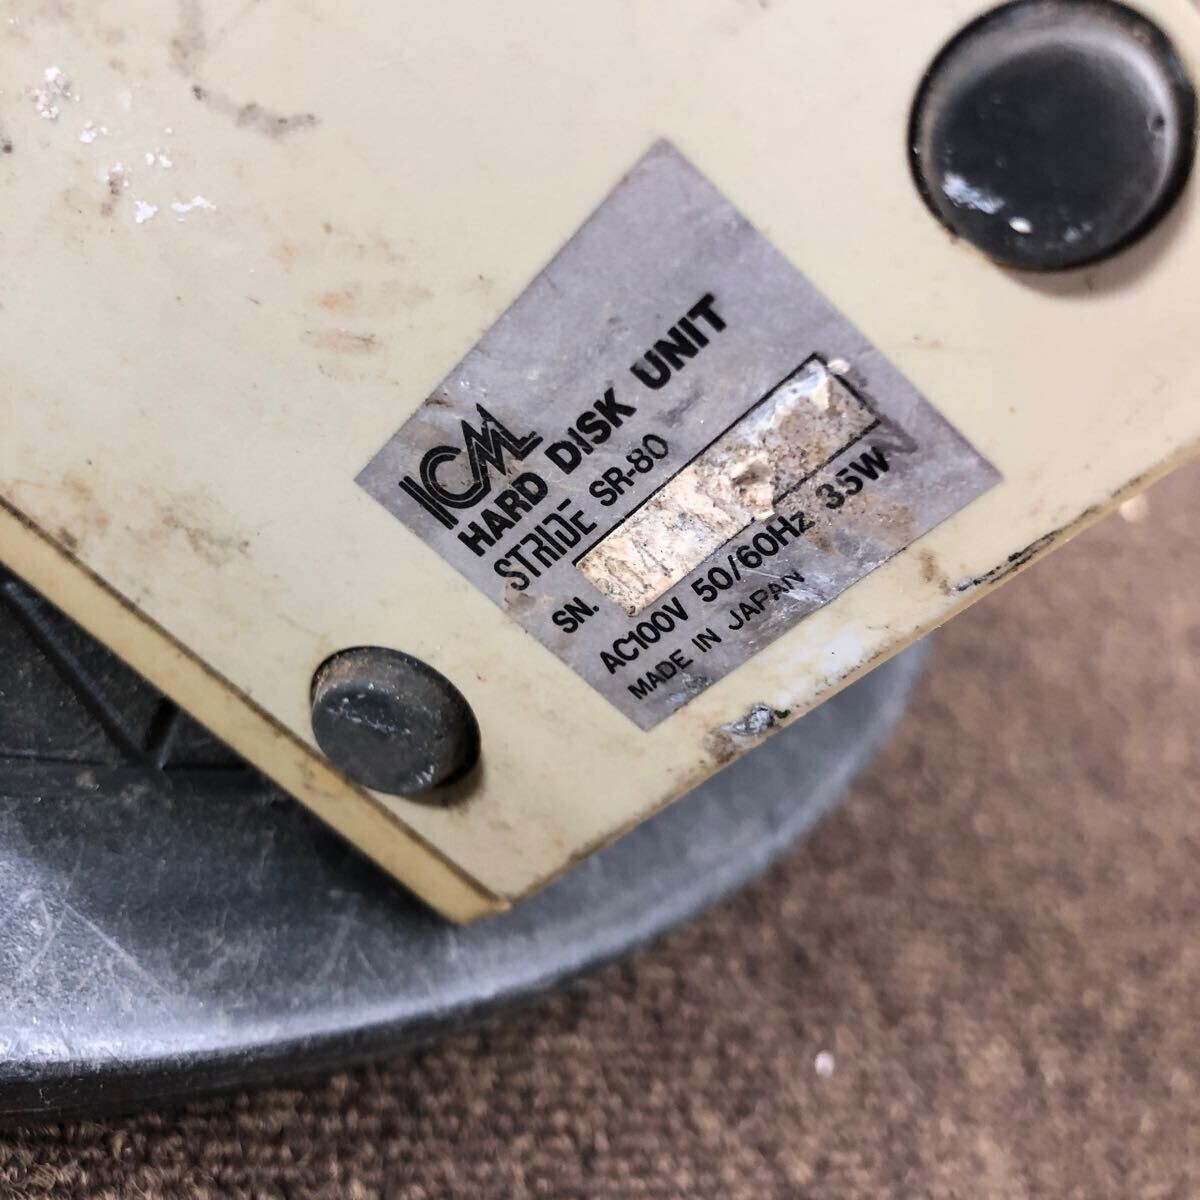 ICM
HARD DISK UNIT
STRIDE SR-80
SN.
AC100V 50/60Hz 35W
MADE IN JAPAN